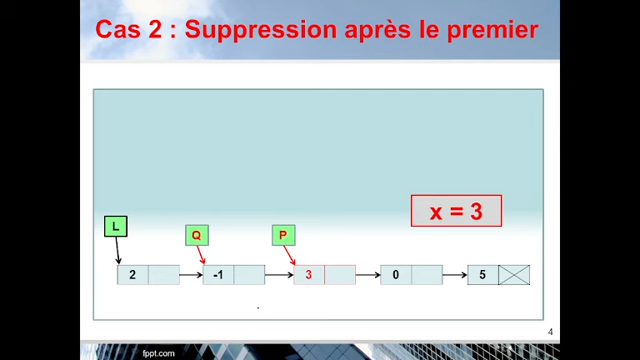 Cas 2 : Suppression après le premier
x = 3
L
Q
P
2
-1
3
0
5
4
fppt.com